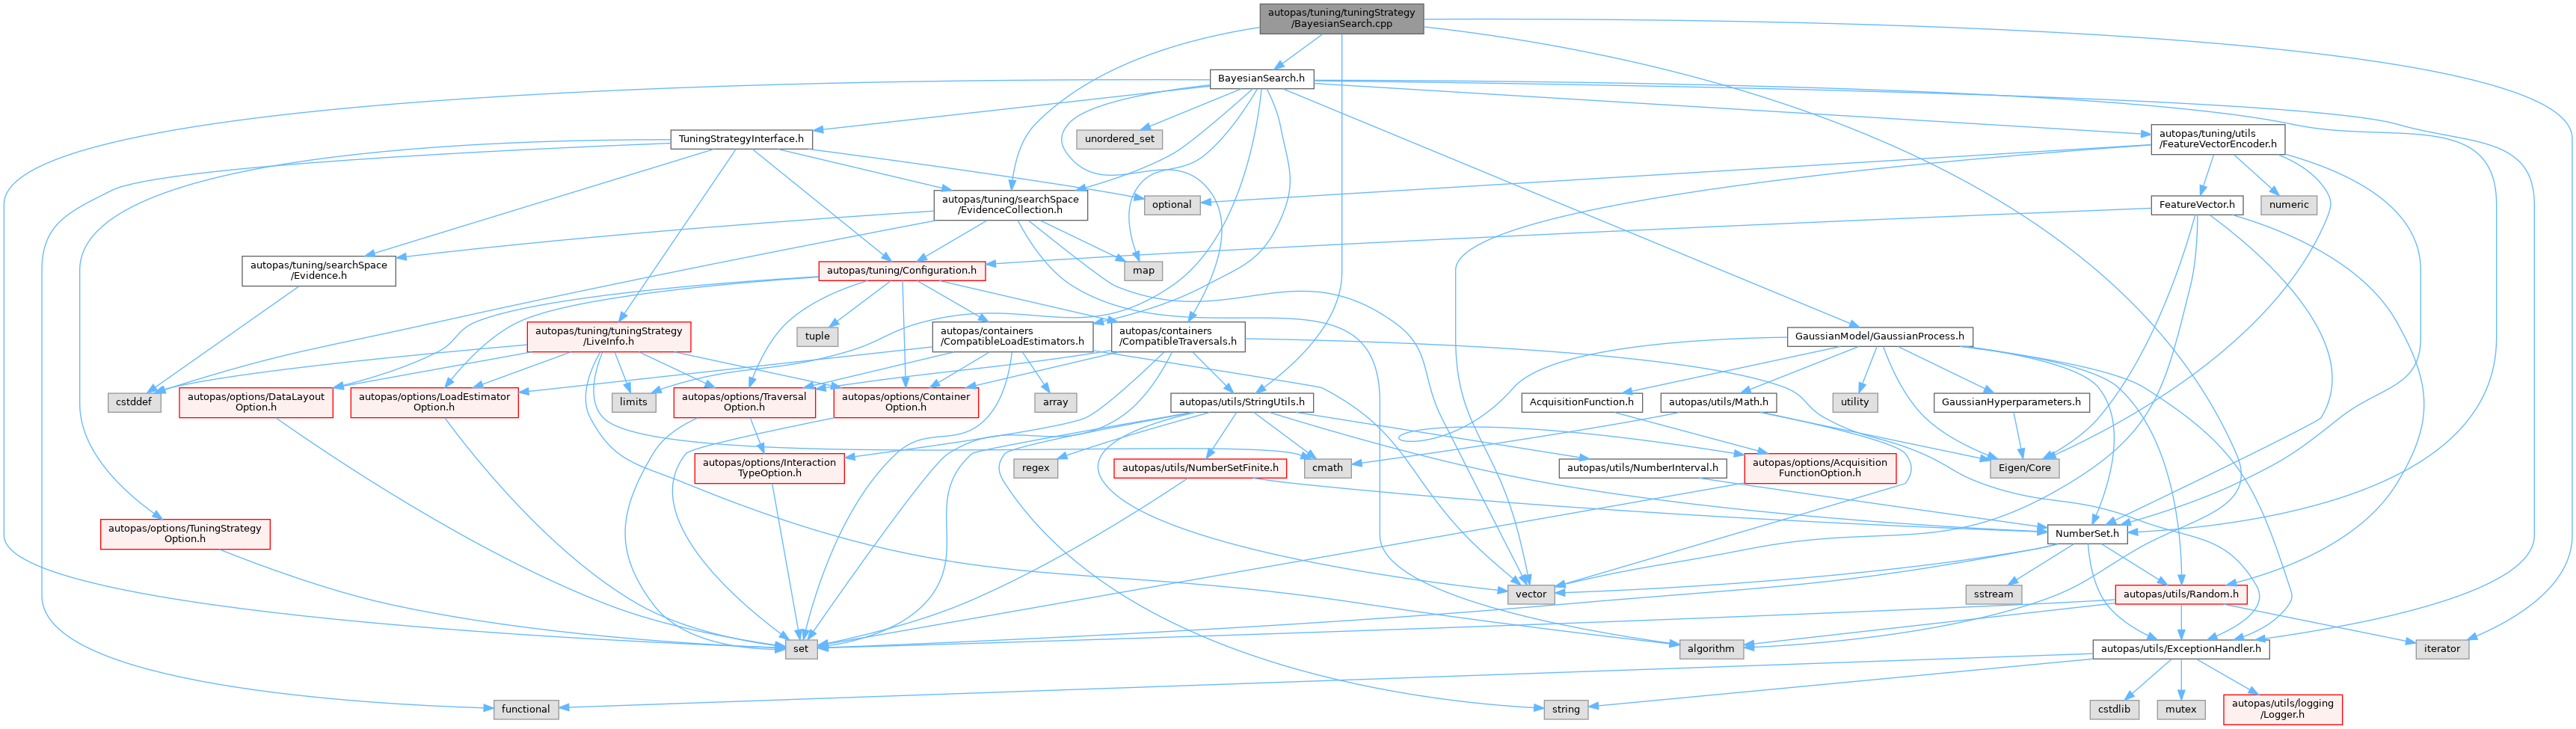 autopas/tuning/tuningStrategy
/BayesianSearch.cpp
BayesianSearch.h
TuningStrategyInterface.h
unordered_set
autopas/tuning/utils
/FeatureVectorEncoder.h
autopas/tuning/searchSpace
/EvidenceCollection.h
optional
FeatureVector.h
numeric
autopas/tuning/searchSpace
/Evidence.h
autopas/tuning/Configuration.h
map
autopas/tuning/tuningStrategy
/LiveInfo.h
tuple
autopas/containers
/CompatibleLoadEstimators.h
autopas/containers
/CompatibleTraversals.h
GaussianModel/GaussianProcess.h
cstddef
autopas/options/DataLayout
Option.h
autopas/options/LoadEstimator
Option.h
limits
autopas/options/Traversal
Option.h
autopas/options/Container
Option.h
array
autopas/utils/StringUtils.h
AcquisitionFunction.h
autopas/utils/Math.h
utility
GaussianHyperparameters.h
autopas/options/Interaction
TypeOption.h
regex
autopas/utils/NumberSetFinite.h
cmath
autopas/utils/NumberInterval.h
autopas/options/Acquisition
FunctionOption.h
Eigen/Core
autopas/options/TuningStrategy
Option.h
NumberSet.h
vector
sstream
autopas/utils/Random.h
set
algorithm
autopas/utils/ExceptionHandler.h
iterator
functional
string
cstdlib
mutex
autopas/utils/logging
/Logger.h